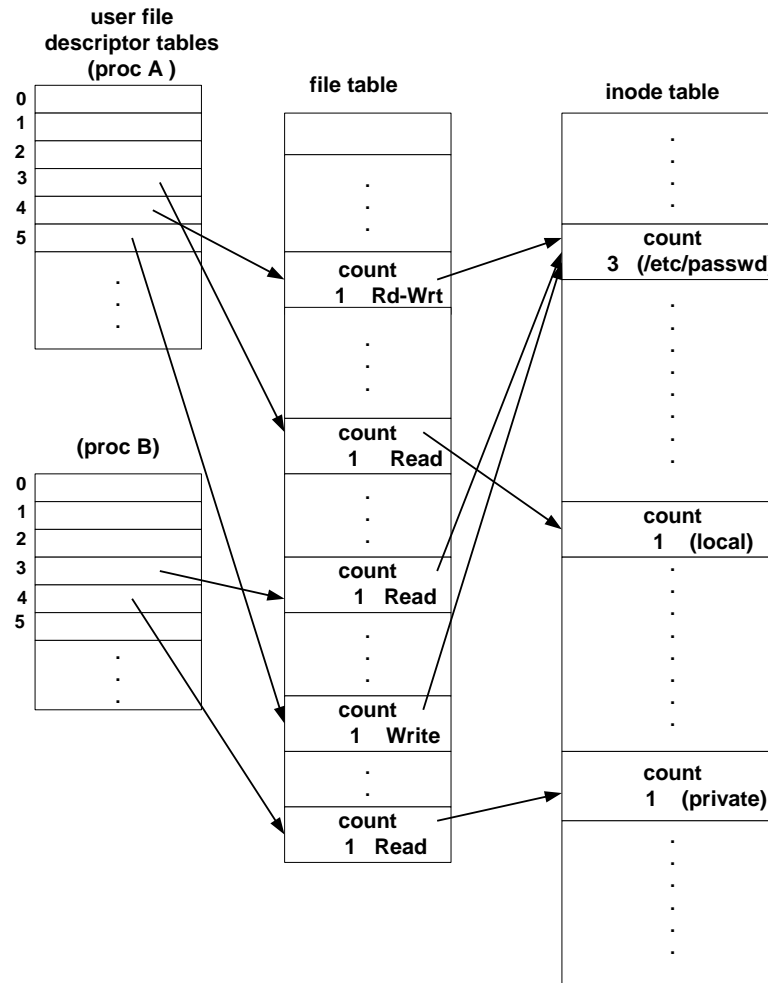 user file
descriptor tables
(proc A )
0
1
2
3
4
5
(proc B)
0
1
2
3
4
5
file table
count
1 Rd-Wrt
count
1 Read
count
1 Read
count
1 Write
count
1 Read
inode table
count
3 (/etc/passwd
count
1 (local)
count
1 (private)